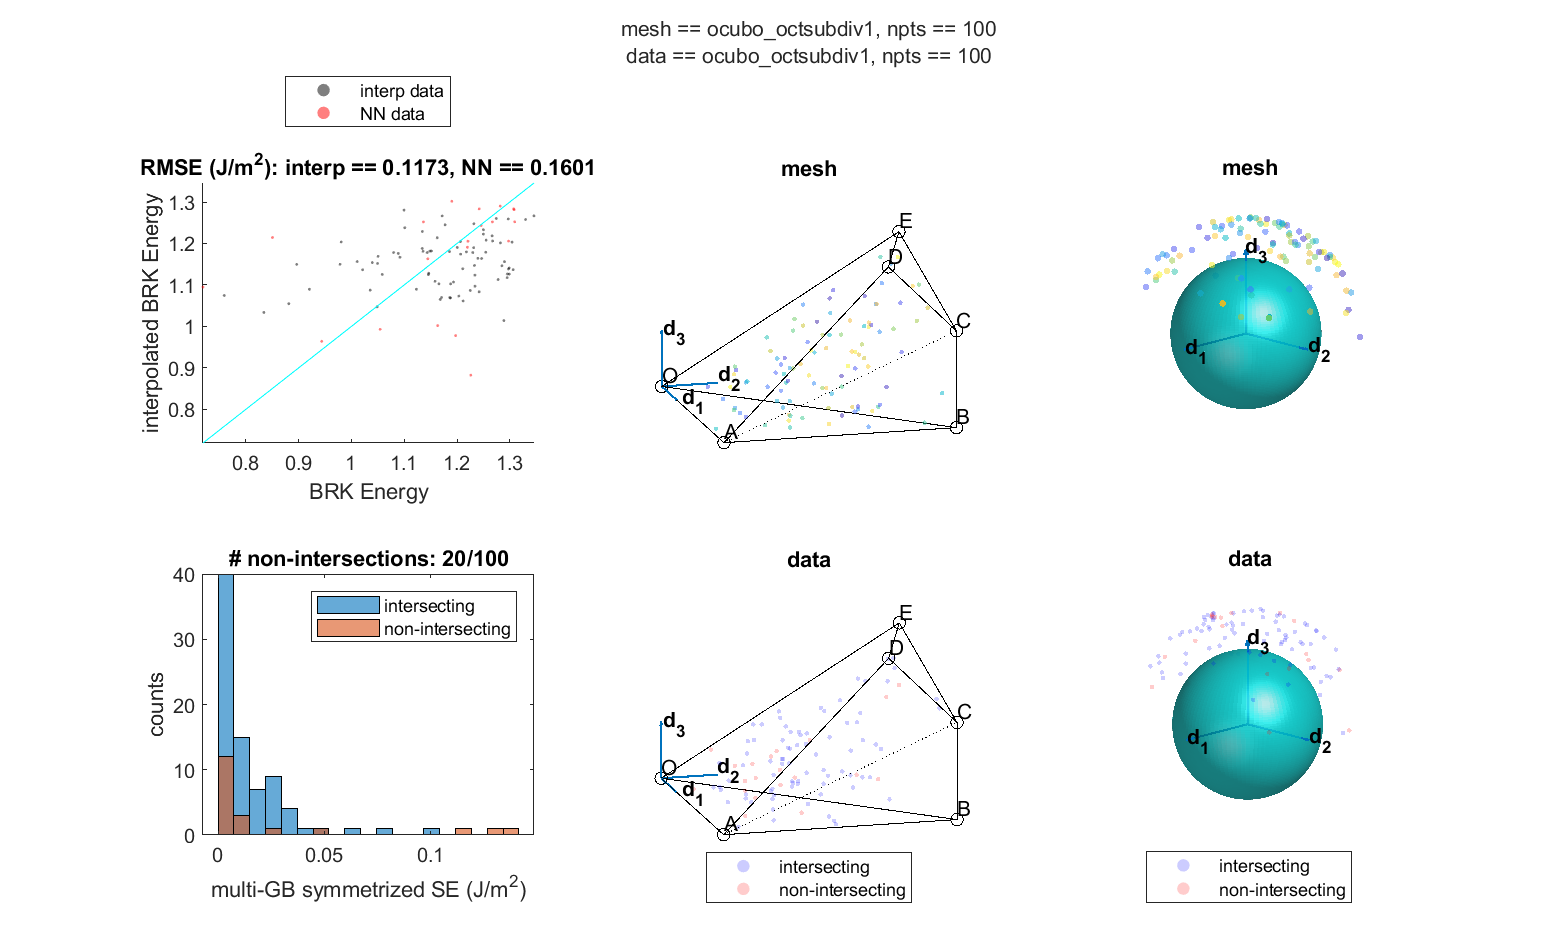 mesh == ocubo_octsubdiv1, npts == 100
data == ocubo_octsubdiv1, npts == 100
interp data
NN data
RMSE (J/m2): interp == 0.1173, NN == 0.1601
interpolated BRK Energy
1.3
1.2
1.1
1
0.9
0.8
0.8 0.9 1 1.1 1.2 1.3
BRK Energy
mesh
E
D
C
d3
O
d2
d1
A
B
mesh
d3
d1
d2
# non-intersections: 20/100
counts
40
30
20
10
0
intersecting
non-intersecting
0 0.05 0.1
multi-GB symmetrized SE (J/m2)
data
E
D
C
d3
O
d2
d1
A
B
intersecting
non-intersecting
data
d3
d1
d2
intersecting
non-intersecting